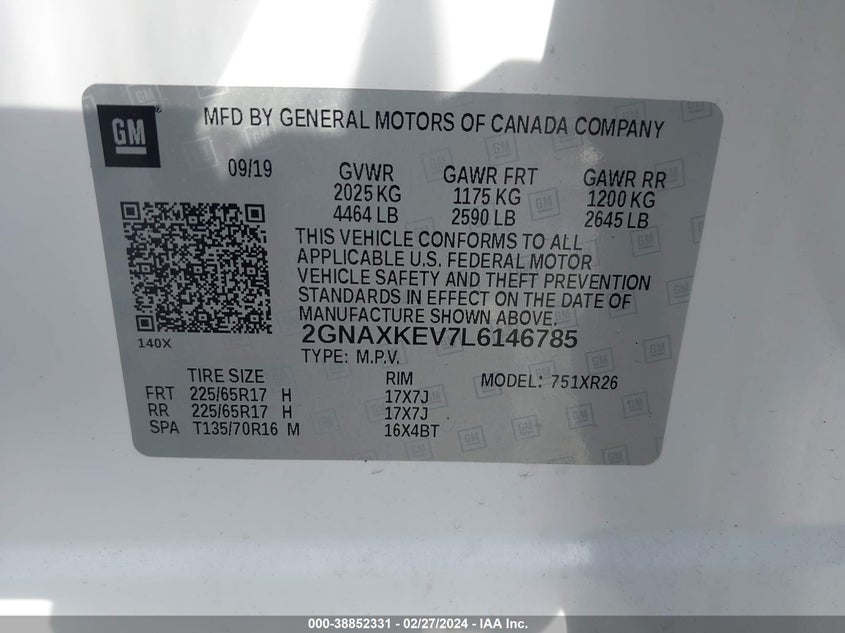 GM
MFD BY GENERAL MOTORS OF CANADA COMPANY
09/19 GVWR GAWR FRT GAWR RR
2025 KG 1175 KG 1200 KG
4464 LB 2590 LB 2645 LB
THIS VEHICLE CONFORMS TO ALL
APPLICABLE U.S. FEDERAL MOTOR
VEHICLE SAFETY AND THEFT PREVENTION
STANDARDS IN EFFECT ON THE DATE OF
MANUFACTURE SHOWN ABOVE.
140X
2GNAXKEV7L6146785
TYPE: M.P.V.
TIRE SIZE RIM MODEL: 751XR26
FRT 225/65R17 H 17X7J
RR 225/65R17 H 17X7J
SPA T135/70R16 M 16X4BT
000-38852331 - 02/27/2024 - IAA Inc.